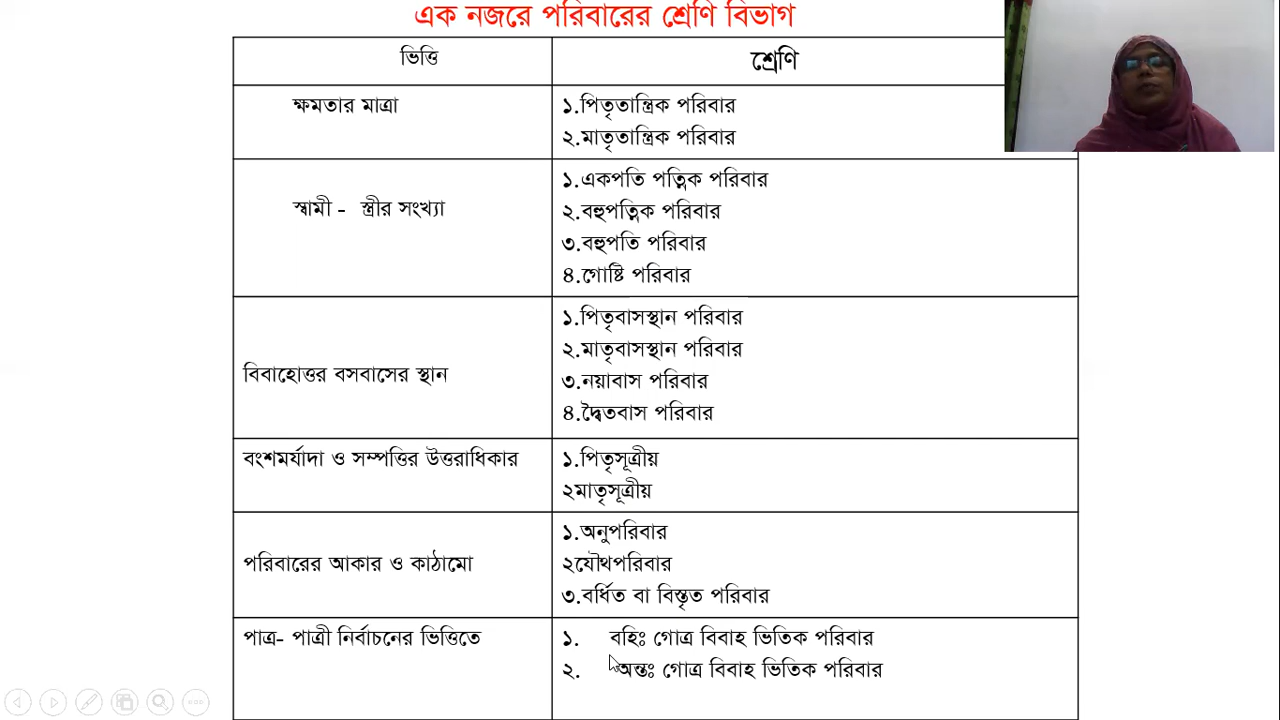 এক নজরে পরিবারের শ্রেণি বিভাগ
ভিত্তি
শ্রেণি
ক্ষমতার মাত্রা
১.পিতৃতান্ত্রিক পরিবার
২.মাতৃতান্ত্রিক পরিবার
স্বামী - স্ত্রীর সংখ্যা
১.একপতি পত্নিক পরিবার
২.বহুপত্নিক পরিবার
৩.বহুপতি পরিবার
৪.গোষ্টি পরিবার
বিবাহোত্তর বসবাসের স্থান
১.পিতৃবাসস্থান পরিবার
২.মাতৃবাসস্থান পরিবার
৩.নয়াবাস পরিবার
৪.দ্বৈতবাস পরিবার
বংশমর্যাদা ও সম্পত্তির উত্তরাধিকার
১.পিতৃসূত্রীয়
২মাতৃসূত্রীয়
পরিবারের আকার ও কাঠামো
১.অনুপরিবার
২যৌথপরিবার
৩.বর্ধিত বা বিস্তৃত পরিবার
পাত্র- পাত্রী নির্বাচনের ভিত্তিতে
১. বহিঃ গোত্র বিবাহ ভিতিক পরিবার
২. অন্তঃ গোত্র বিবাহ ভিতিক পরিবার